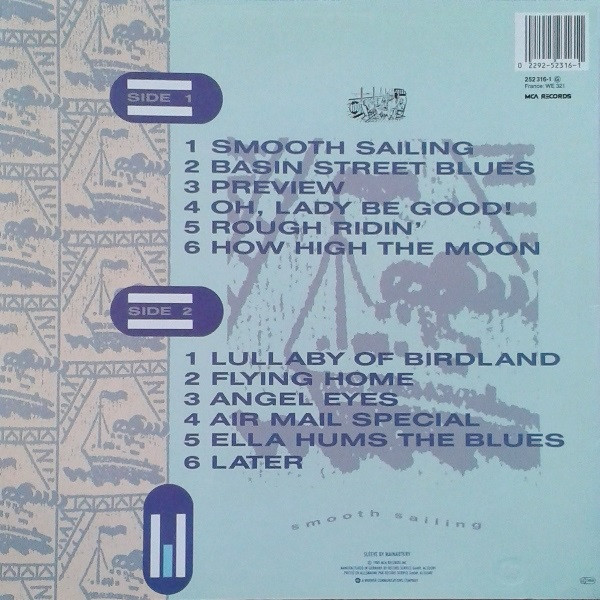 0 2292-52316-1
252 316-1
France: WE 321
MCA RECORDS
SIDE 1
1 SMOOTH SAILING
2 BASIN STREET BLUES
3 PREVIEW
4 OH, LADY BE GOOD!
5 ROUGH RIDIN'
6 HOW HIGH THE MOON
SIDE 2
1 LULLABY OF BIRDLAND
2 FLYING HOME
3 ANGEL EYES
4 AIR MAIL SPECIAL
5 ELLA HUMS THE BLUES
6 LATER
smooth sailing